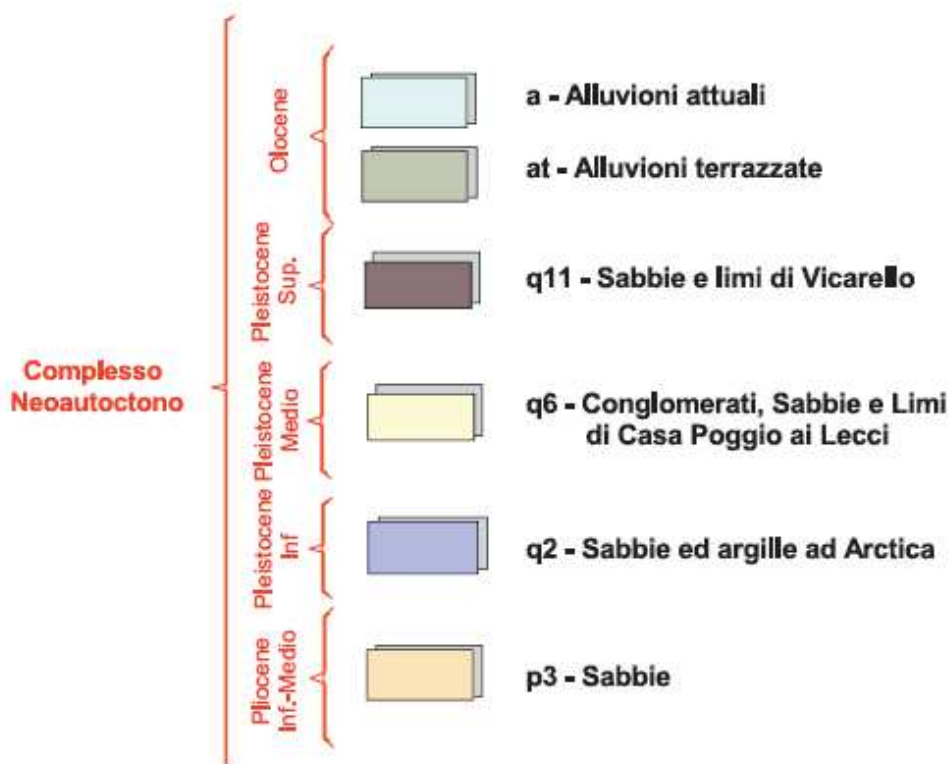 Complesso
Neoautoctono
Olocene
a - Alluvioni attuali
at - Alluvioni terrazzate
Pleistocene
Sup.
q11 - Sabbie e limi di Vicarello
Pleistocene
Medio
q6 - Conglomerati, Sabbie e Limi
di Casa Poggio ai Lecci
Pleistocene
Inf
q2 - Sabbie ed argille ad Arctica
Pliocene
Inf.-Medio
p3 - Sabbie